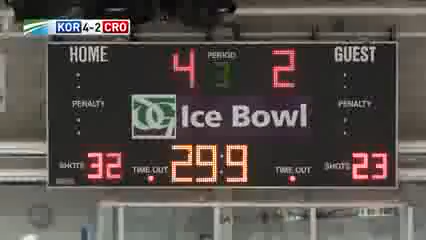 KOR 4-2 CRO
HOME 4 PERIOD 3 2 GUEST
PENALTY PENALTY
OG Ice Bowl
SHOTS 32 TIME OUT 29.9 TIME OUT SHOTS 23